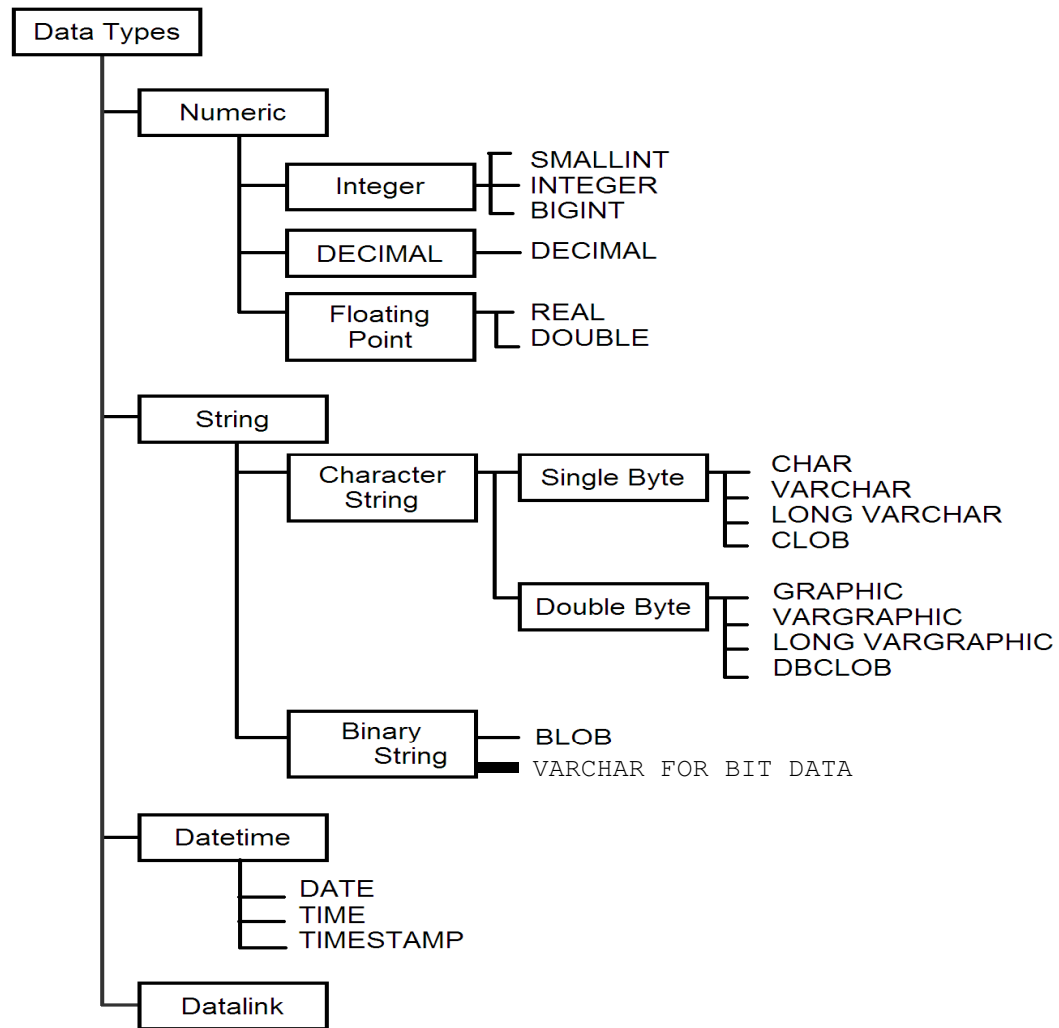 Data Types
Numeric
Integer
SMALLINT
INTEGER
BIGINT
DECIMAL
DECIMAL
Floating
Point
REAL
DOUBLE
String
Character
String
Single Byte
CHAR
VARCHAR
LONG VARCHAR
CLOB
Double Byte
GRAPHIC
VARGRAPHIC
LONG VARGRAPHIC
DBCLOB
Binary
String
BLOB
VARCHAR FOR BIT DATA
Datetime
DATE
TIME
TIMESTAMP
Datalink